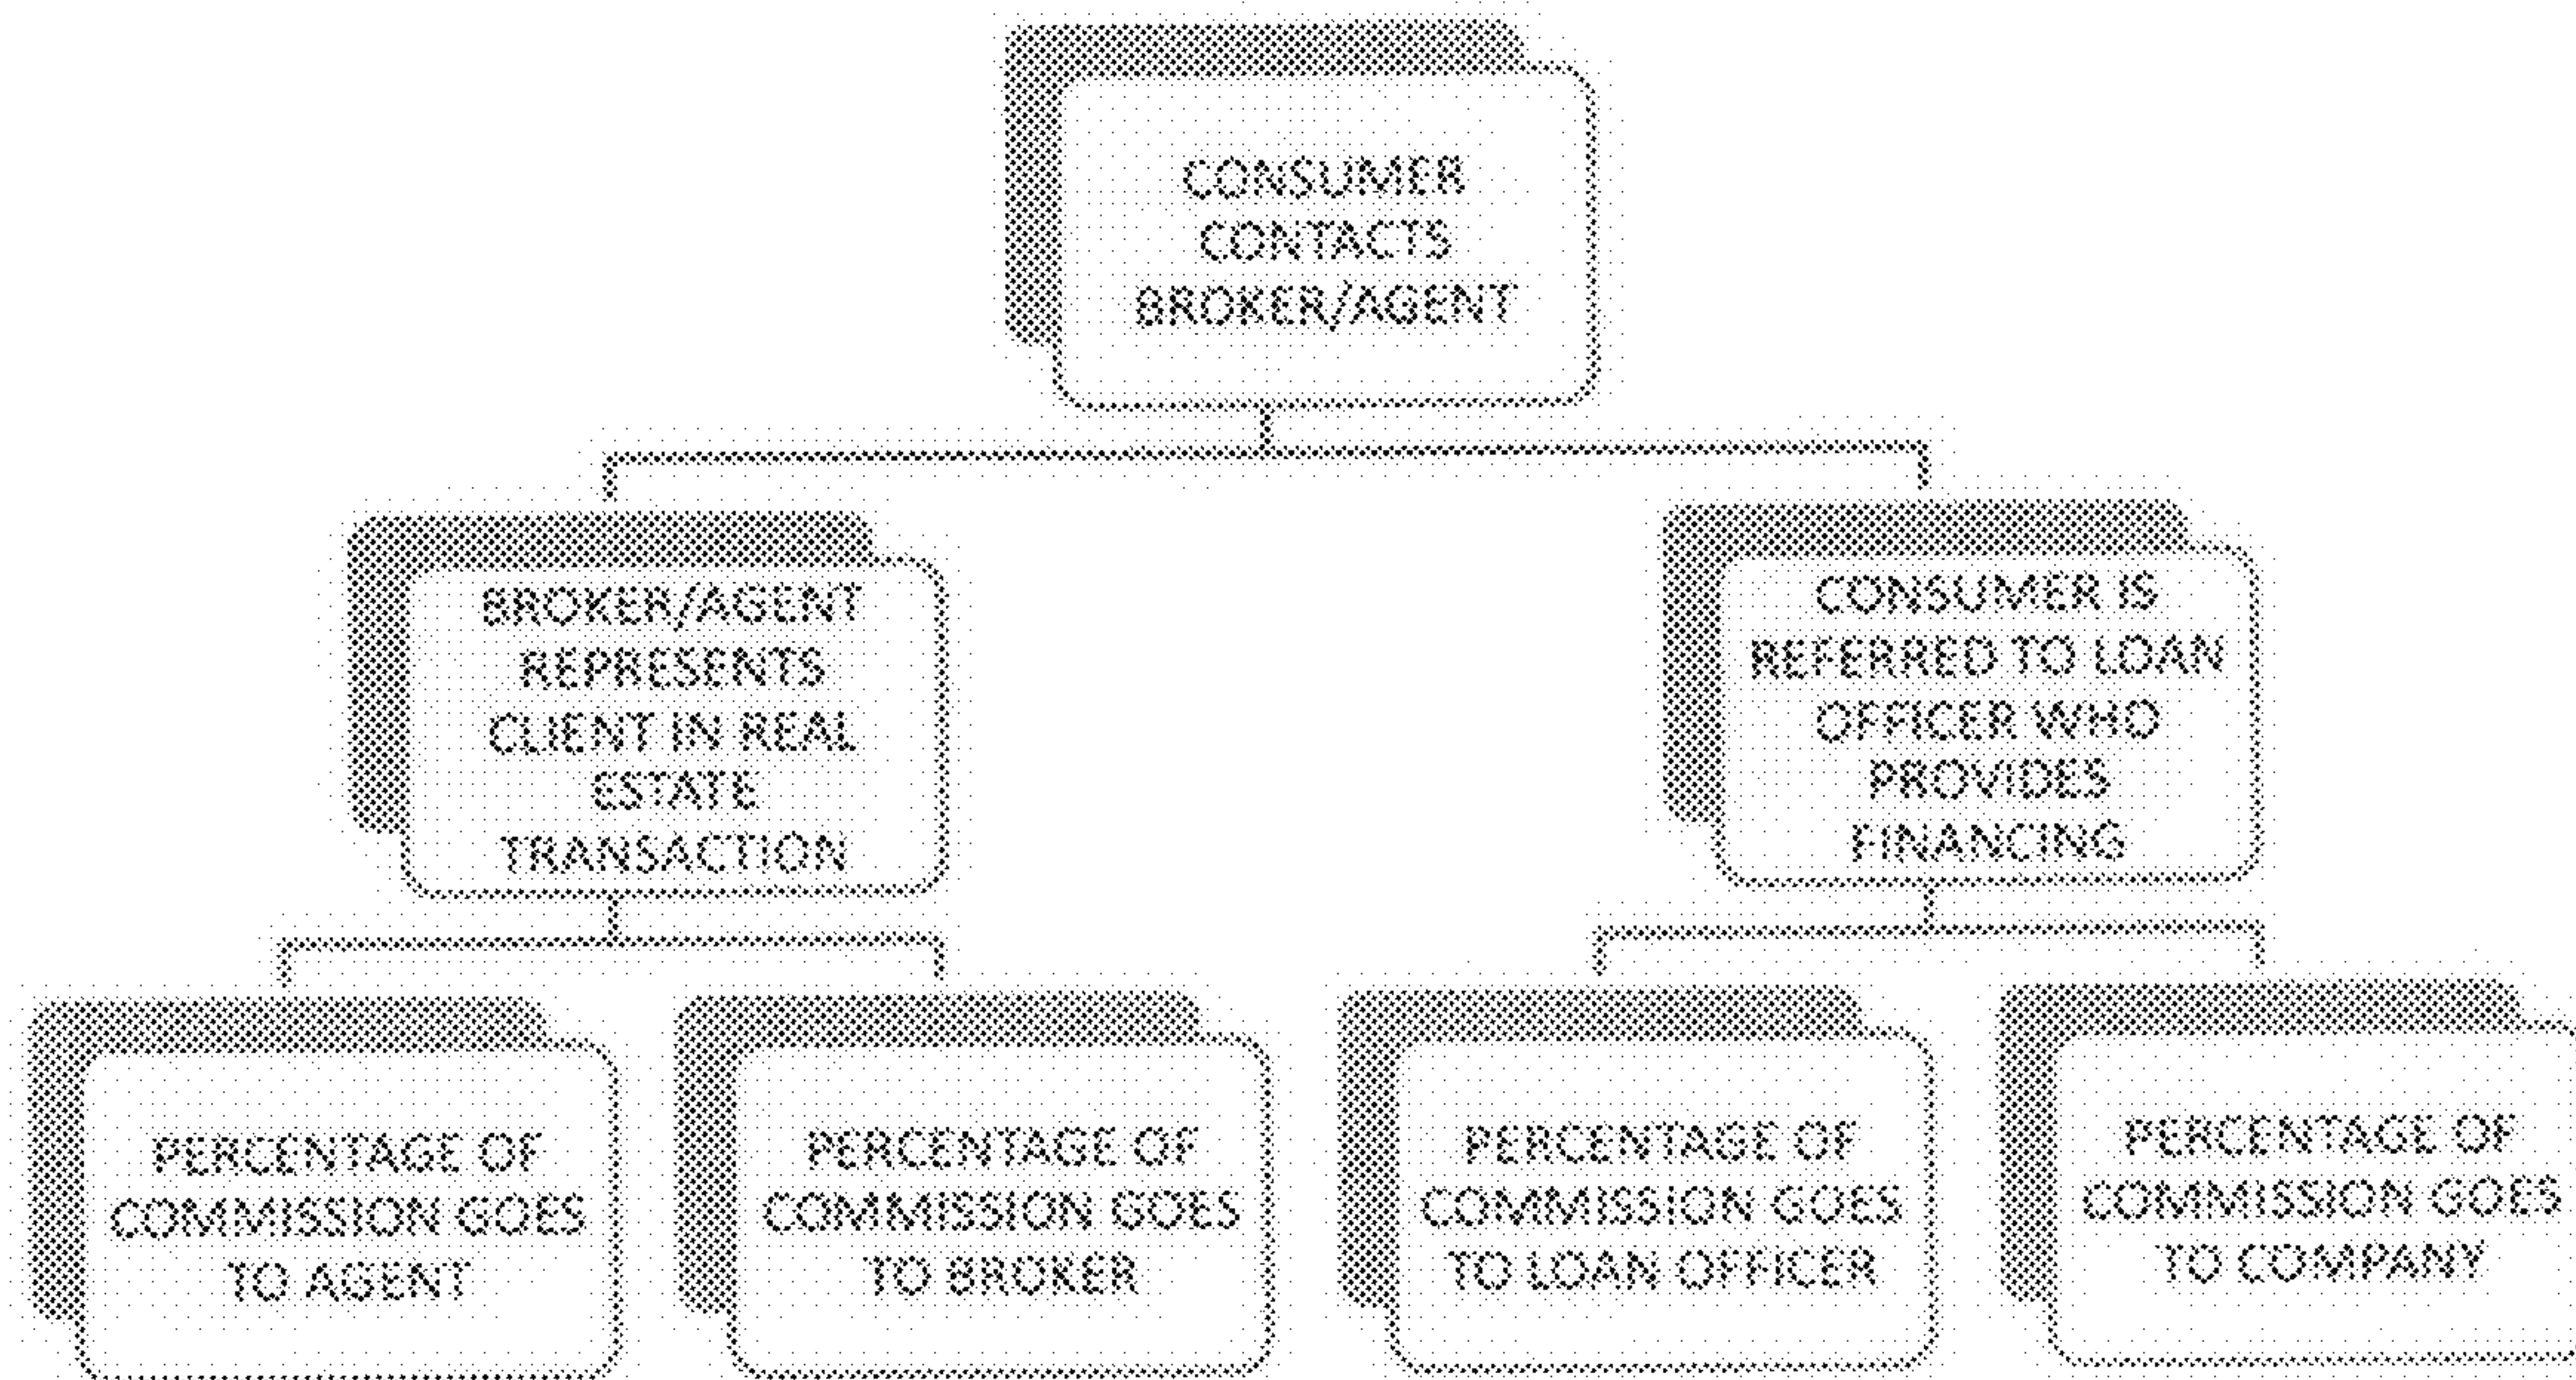 CONSUMER
CONTACTS
BROKER/AGENT
BROKER/AGENT
REPRESENTS
CLIENT IN REAL
ESTATE
TRANSACTION
CONSUMER IS
REFERRED TO LOAN
OFFICER WHO
PROVIDES
FINANCING
PERCENTAGE OF
COMMISSION GOES
TO AGENT
PERCENTAGE OF
COMMISSION GOES
TO BROKER
PERCENTAGE OF
COMMISSION GOES
TO LOAN OFFICER
PERCENTAGE OF
COMMISSION GOES
TO COMPANY